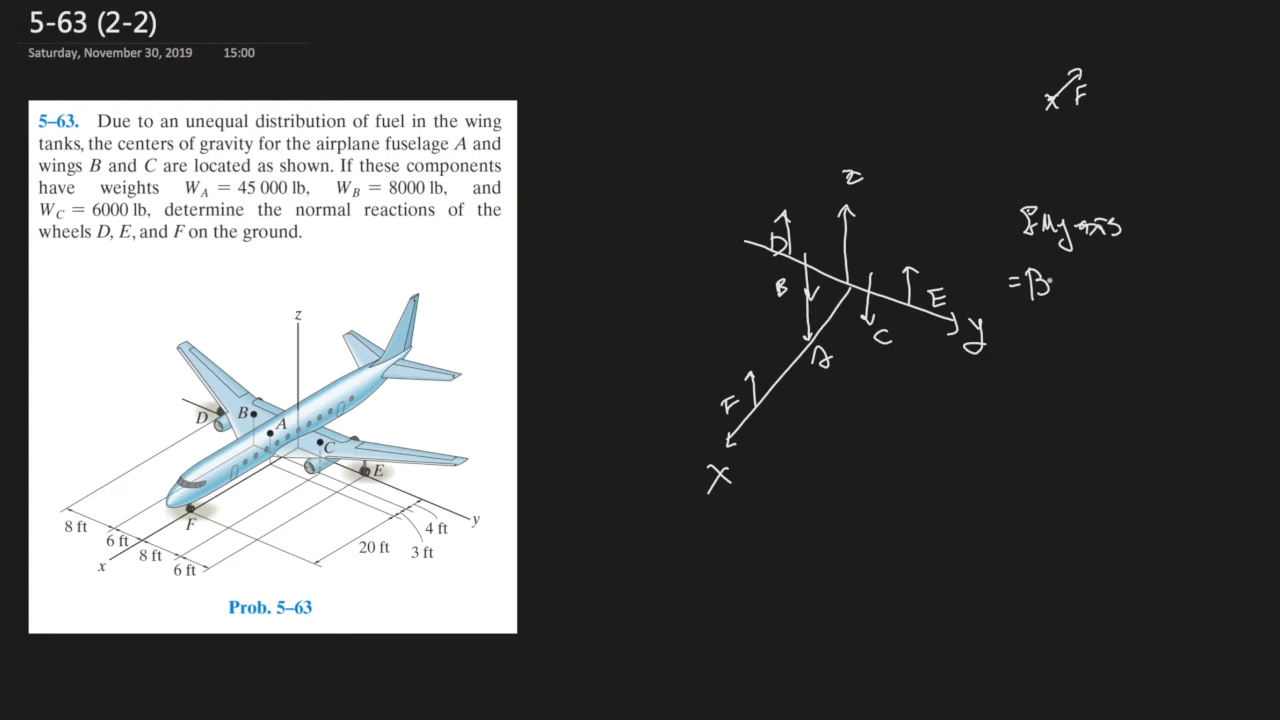 5-63 (2-2)
Saturday, November 30, 2019 15:00
5–63. Due to an unequal distribution of fuel in the wing
tanks, the centers of gravity for the airplane fuselage A and
wings B and C are located as shown. If these components
have weights W_A = 45 000 lb, W_B = 8000 lb, and
W_C = 6000 lb, determine the normal reactions of the
wheels D, E, and F on the ground.
z
D
B
A
C
E
F
8 ft
6 ft
8 ft
6 ft
x
20 ft
3 ft
4 ft
y
Prob. 5–63
x F
z
D
B
E
C
y
A
F
X
ΣMy axis
= B